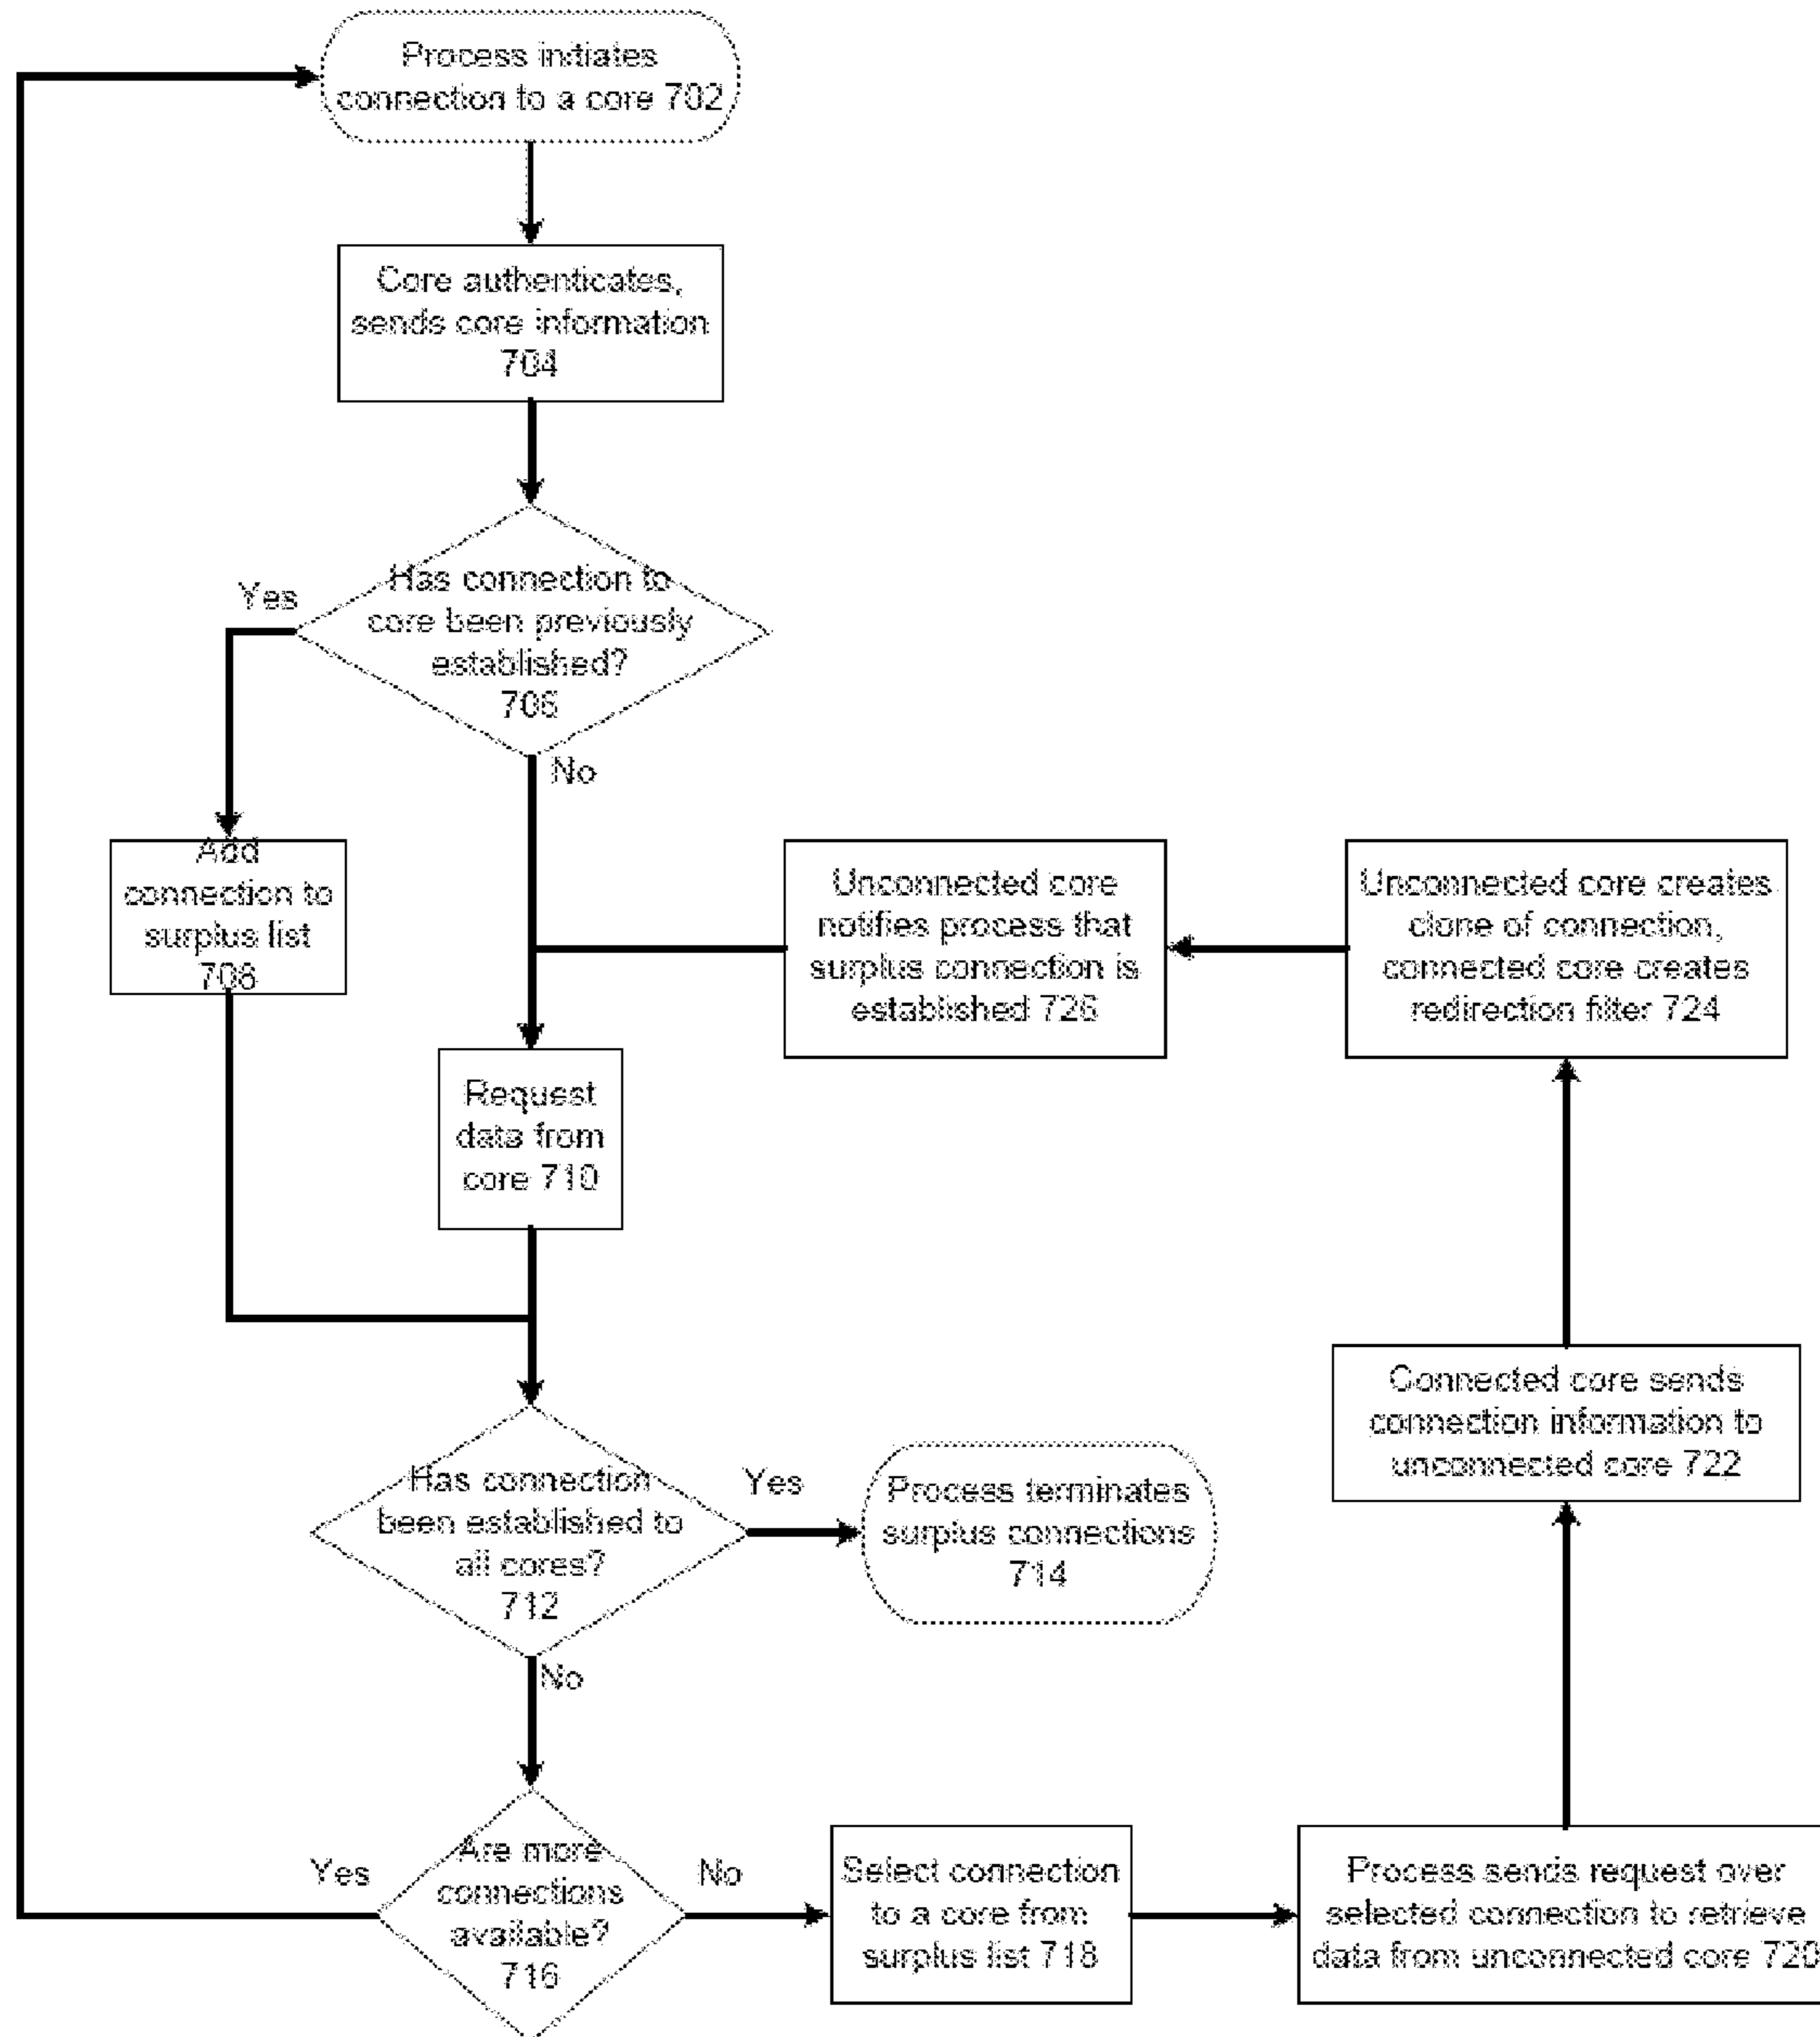 Process initiates
connection to a core 702
Core authenticates,
sends core information
704
Has connection to
core been previously
established?
706
Yes
No
Add
connection to
surplus list
708
Unconnected core
notifies process that
surplus connection is
established 726
Unconnected core creates
clone of connection,
connected core creates
redirection filter 724
Request
data from
core 710
Connected core sends
connection information to
unconnected core 722
Has connection
been established to
all cores?
712
Yes
Process terminates
surplus connections
714
No
Are more
connections
available?
716
Yes
No
Select connection
to a core from
surplus list 718
Process sends request over
selected connection to retrieve
data from unconnected core 720